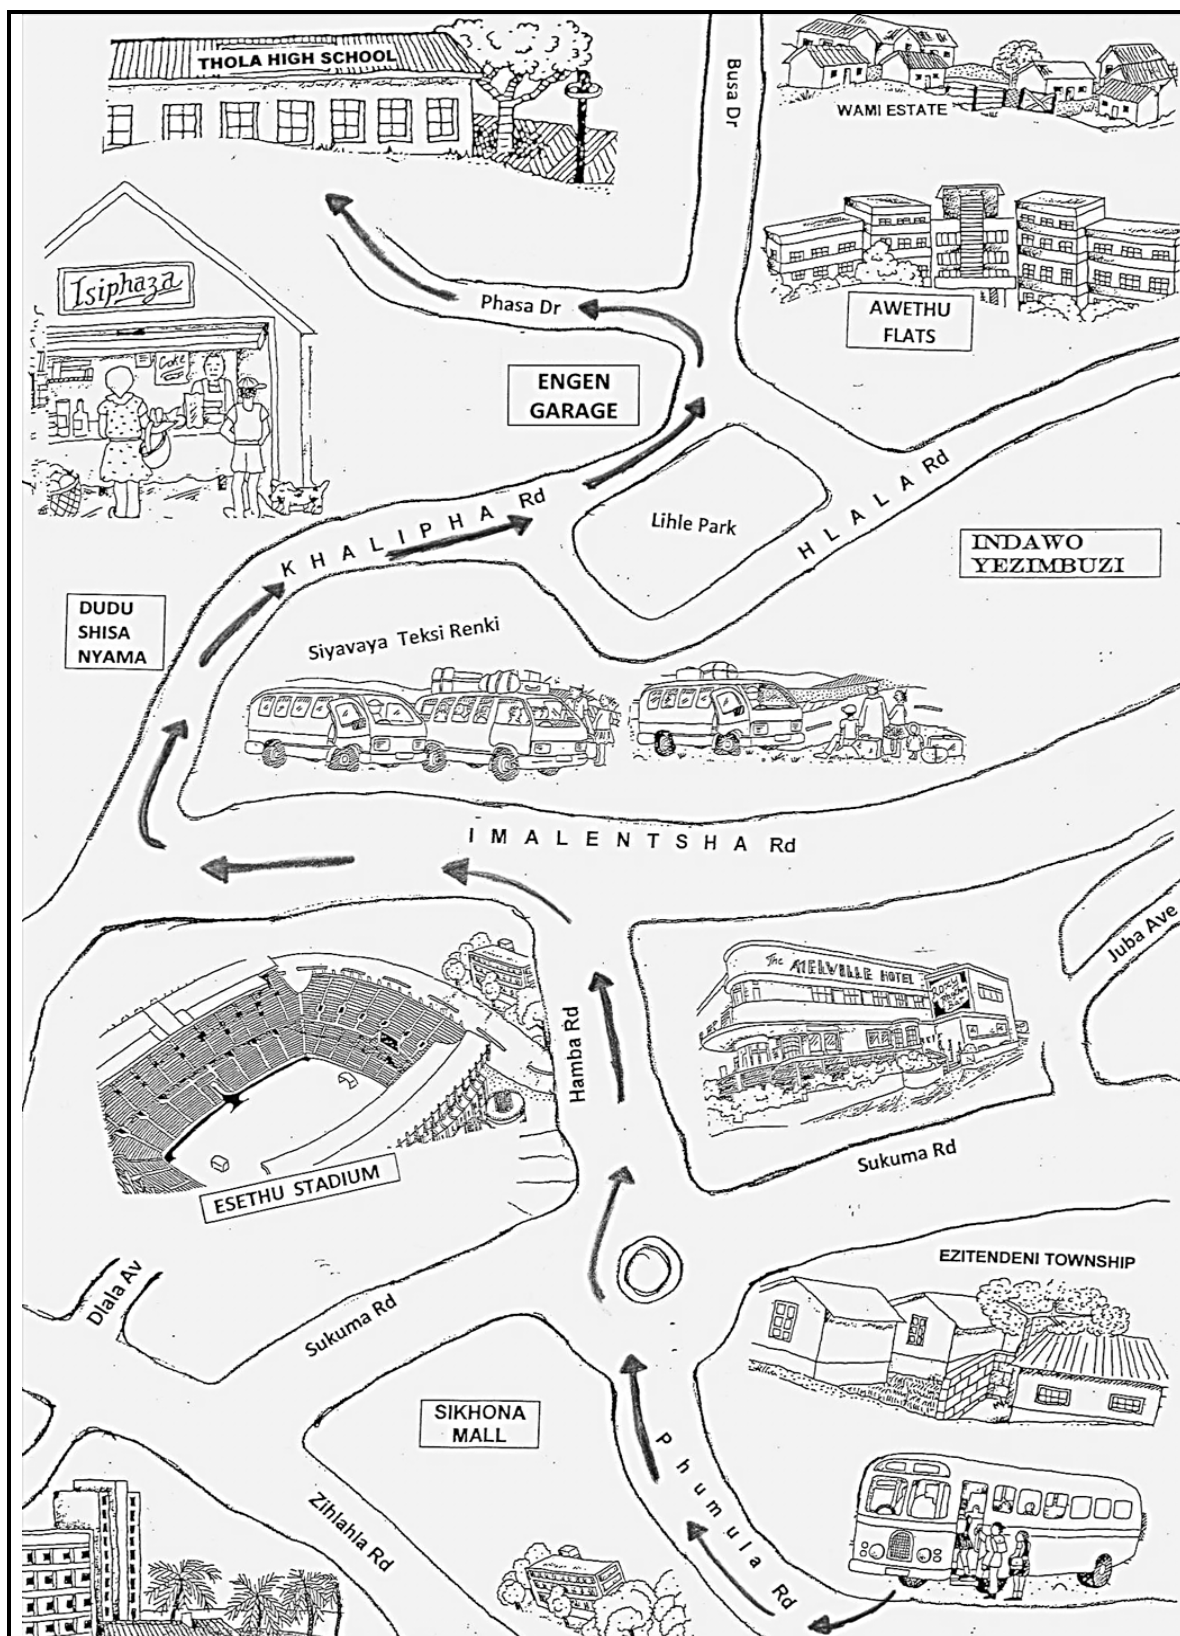 THOLA HIGH SCHOOL
Busa Dr
WAMI ESTATE
Isiphaza
Coke
Phasa Dr
AWETHU
FLATS
ENGEN
GARAGE
KHALIPHA Rd
Lihle Park
HLALA Rd
INDAWO
YEZIMBUZI
DUDU
SHISA
NYAMA
Siyavaya Teksi Renki
IMALENTSHA Rd
Juba Ave
The MELVILLE HOTEL
Hamba Rd
Sukuma Rd
ESETHU STADIUM
EZITENDENI TOWNSHIP
Dlala Av
Sukuma Rd
SIKHONA
MALL
Phumula Rd
Zihlahla Rd